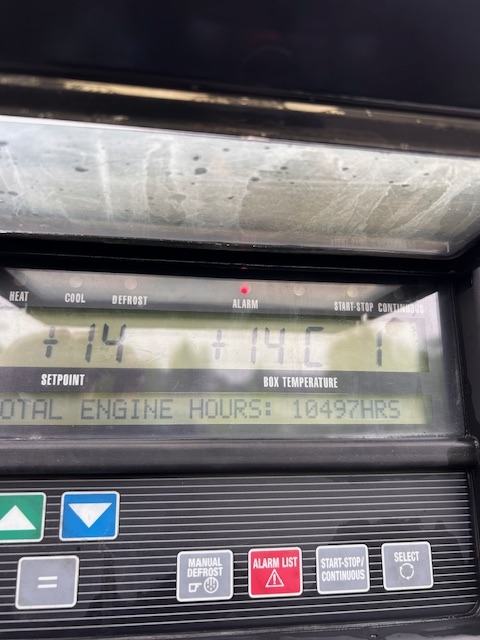 HEAT COOL DEFROST ALARM START-STOP CONTINUOUS
+14 +14 C 1
SETPOINT BOX TEMPERATURE
OTAL ENGINE HOURS: 10497HRS
MANUAL DEFROST
ALARM LIST
START-STOP/
CONTINUOUS
SELECT
=